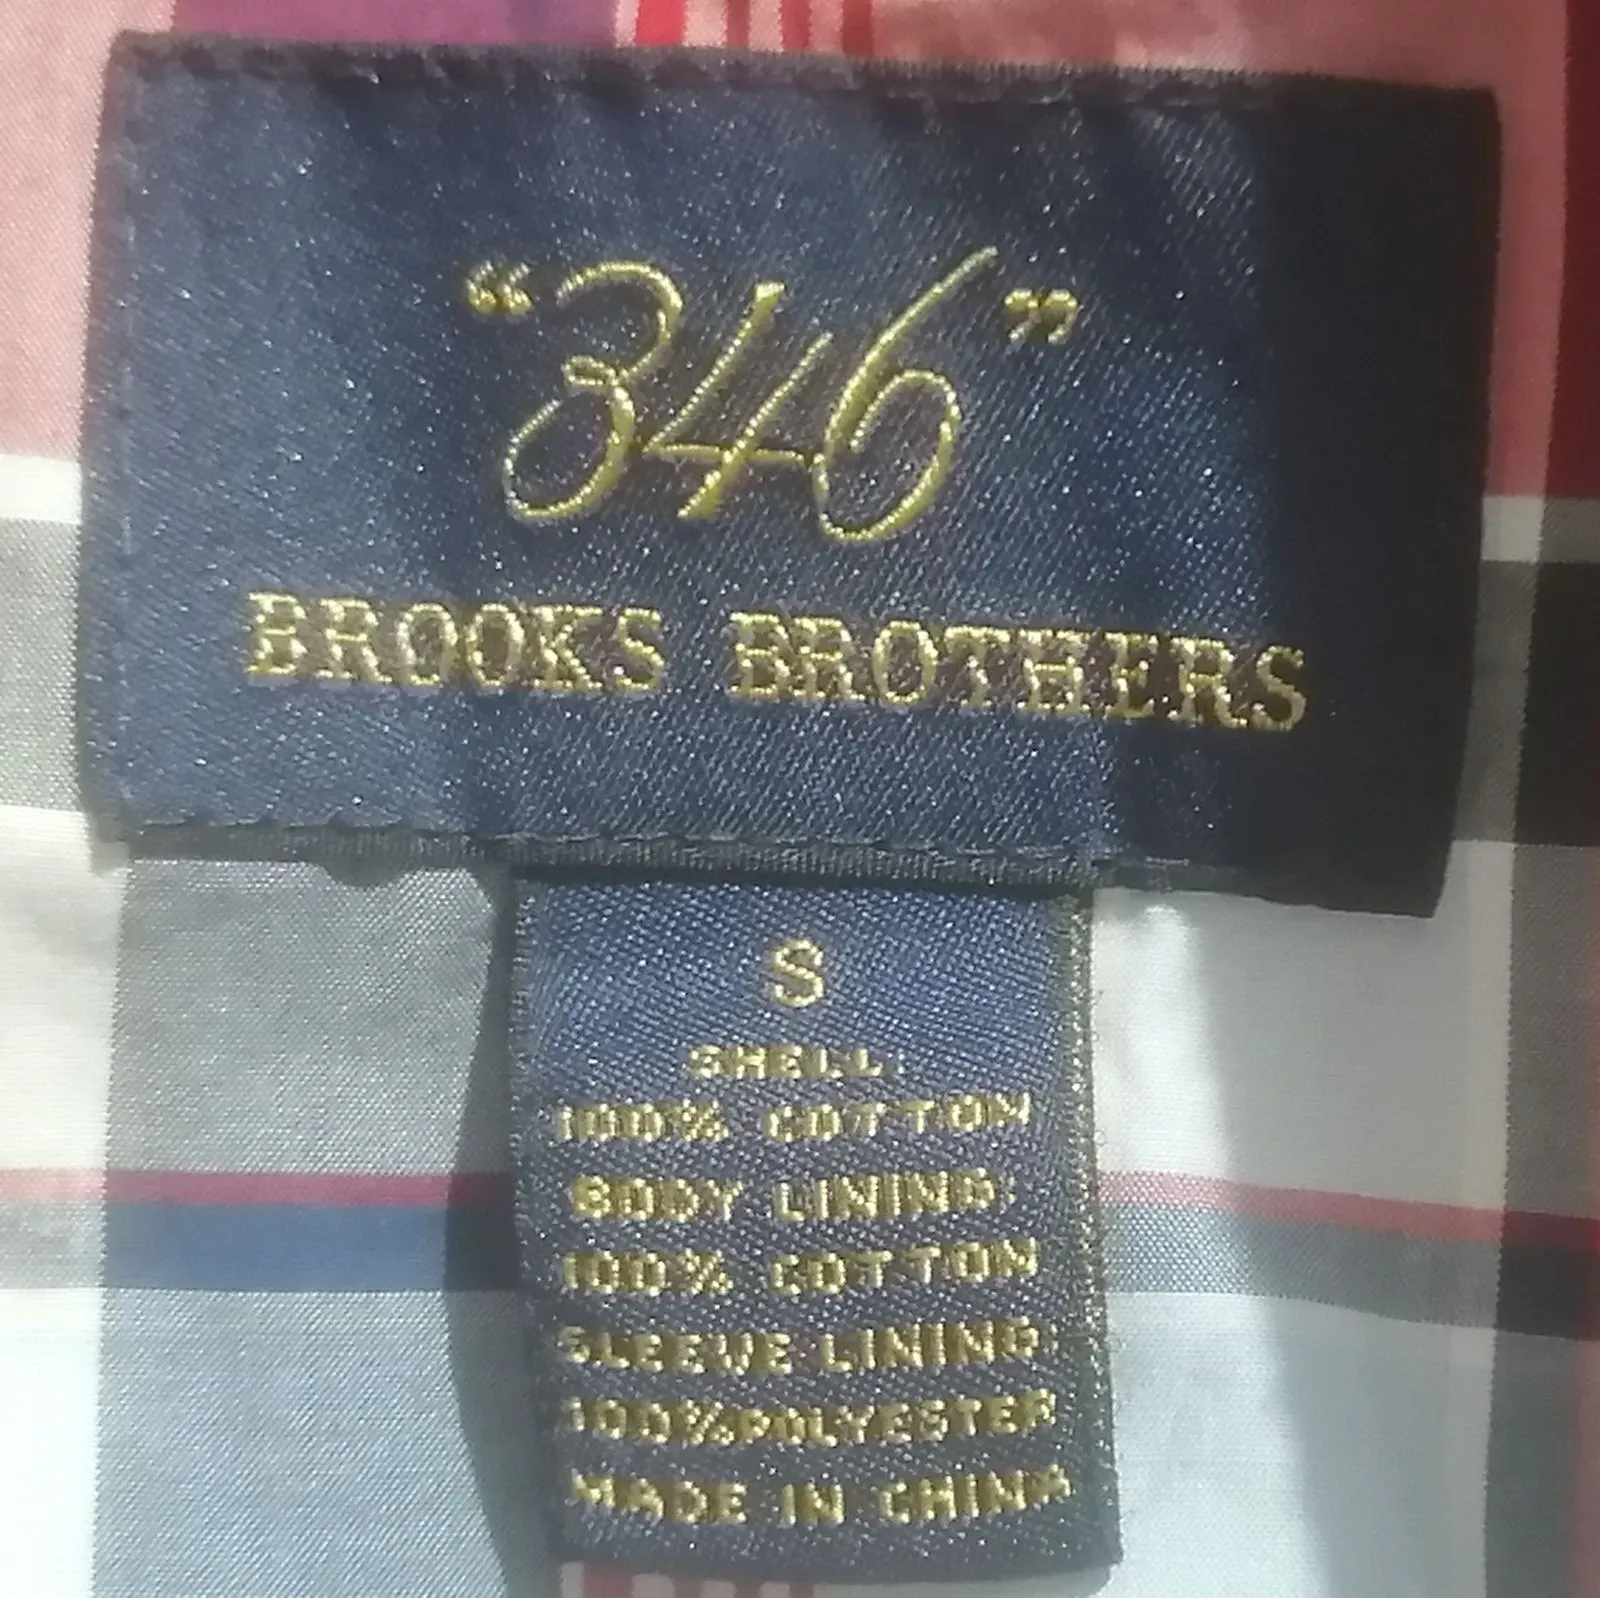 “346”
BROOKS BROTHERS
S
SHELL:
100% COTTON
BODY LINING:
100% COTTON
SLEEVE LINING:
100%POLYESTER
MADE IN CHINA